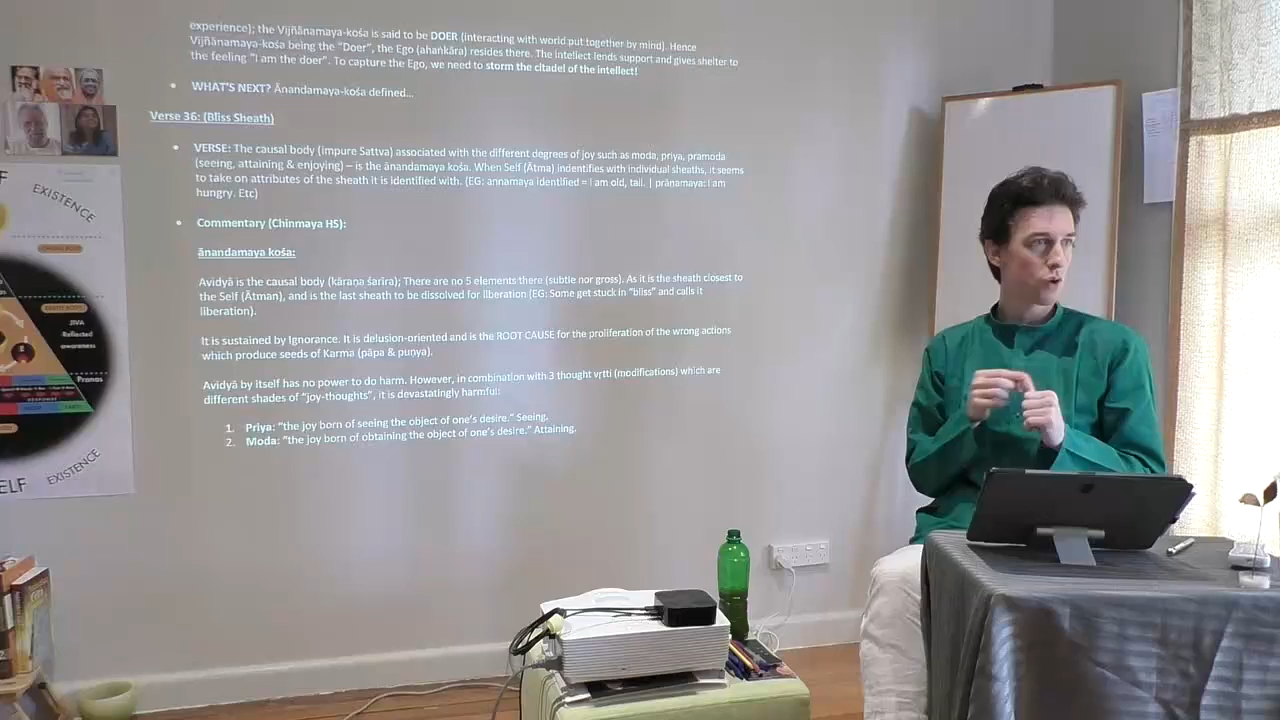 experience); the Vijñānamaya-kośa is said to be DOER (interacting with world put together by mind). Hence
Vijñānamaya-kośa being the "Doer", the Ego (ahaṅkāra) resides there. The intellect lends support and gives shelter to
the feeling "I am the doer". To capture the Ego, we need to storm the citadel of the intellect!
• WHAT'S NEXT? Ānandamaya-kośa defined...
Verse 36: (Bliss Sheath)
• VERSE: The causal body (impure Sattva) associated with the different degrees of joy such as moda, priya, pramoda
(seeing, attaining & enjoying) – is the ānandamaya kośa. When Self (Ātma) indentifies with individual sheaths, it seems
to take on attributes of the sheath it is identified with. (EG: annamaya identified = I am old, tall. | prāṇamaya: I am
hungry. Etc)
• Commentary (Chinmaya HS):
ānandamaya kośa:
Avidyā is the causal body (kāraṇa śarīra); There are no 5 elements there (subtle nor gross). As it is the sheath closest to
the Self (Ātman), and is the last sheath to be dissolved for liberation (EG: Some get stuck in "bliss" and calls it
liberation).
It is sustained by Ignorance. It is delusion-oriented and is the ROOT CAUSE for the proliferation of the wrong actions
which produce seeds of Karma (pāpa & puṇya).
Avidyā by itself has no power to do harm. However, in combination with 3 thought vṛtti (modifications) which are
different shades of "joy-thoughts", it is devastatingly harmful:
1. Priya: "the joy born of seeing the object of one's desire." Seeing.
2. Moda: "the joy born of obtaining the object of one's desire." Attaining.
F
EXISTENCE
JIVA
Reflected
awareness
Pranas
EXISTENCE
ELF